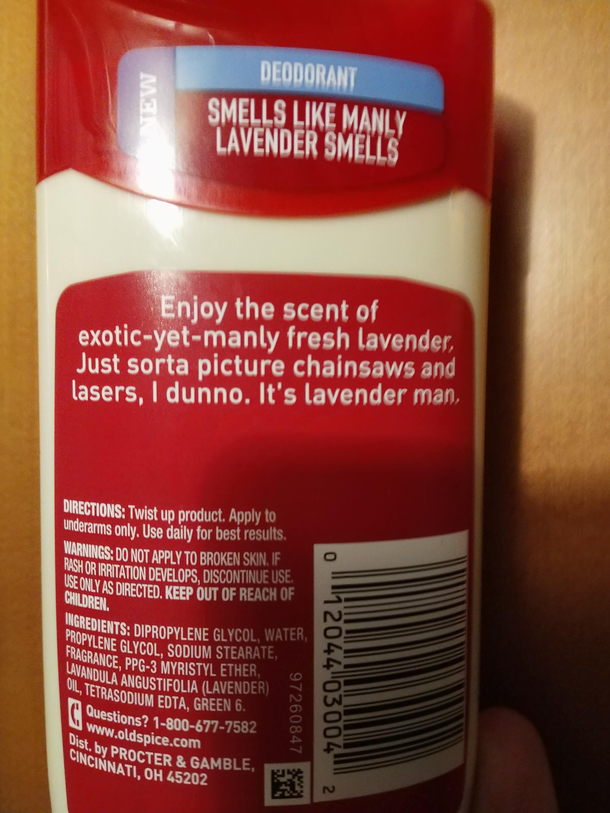 NEW
DEODORANT
SMELLS LIKE MANLY
LAVENDER SMELLS
Enjoy the scent of
exotic-yet-manly fresh lavender.
Just sorta picture chainsaws and
lasers, I dunno. It's lavender man.
DIRECTIONS: Twist up product. Apply to
underarms only. Use daily for best results.
WARNINGS: DO NOT APPLY TO BROKEN SKIN. IF
RASH OR IRRITATION DEVELOPS, DISCONTINUE USE.
USE ONLY AS DIRECTED. KEEP OUT OF REACH OF
CHILDREN.
INGREDIENTS: DIPROPYLENE GLYCOL, WATER,
PROPYLENE GLYCOL, SODIUM STEARATE,
FRAGRANCE, PPG-3 MYRISTYL ETHER,
LAVANDULA ANGUSTIFOLIA (LAVENDER)
OIL, TETRASODIUM EDTA, GREEN 6.
Questions? 1-800-677-7582
www.oldspice.com
Dist. by PROCTER & GAMBLE,
CINCINNATI, OH 45202
97260847
0 12044 03004 2